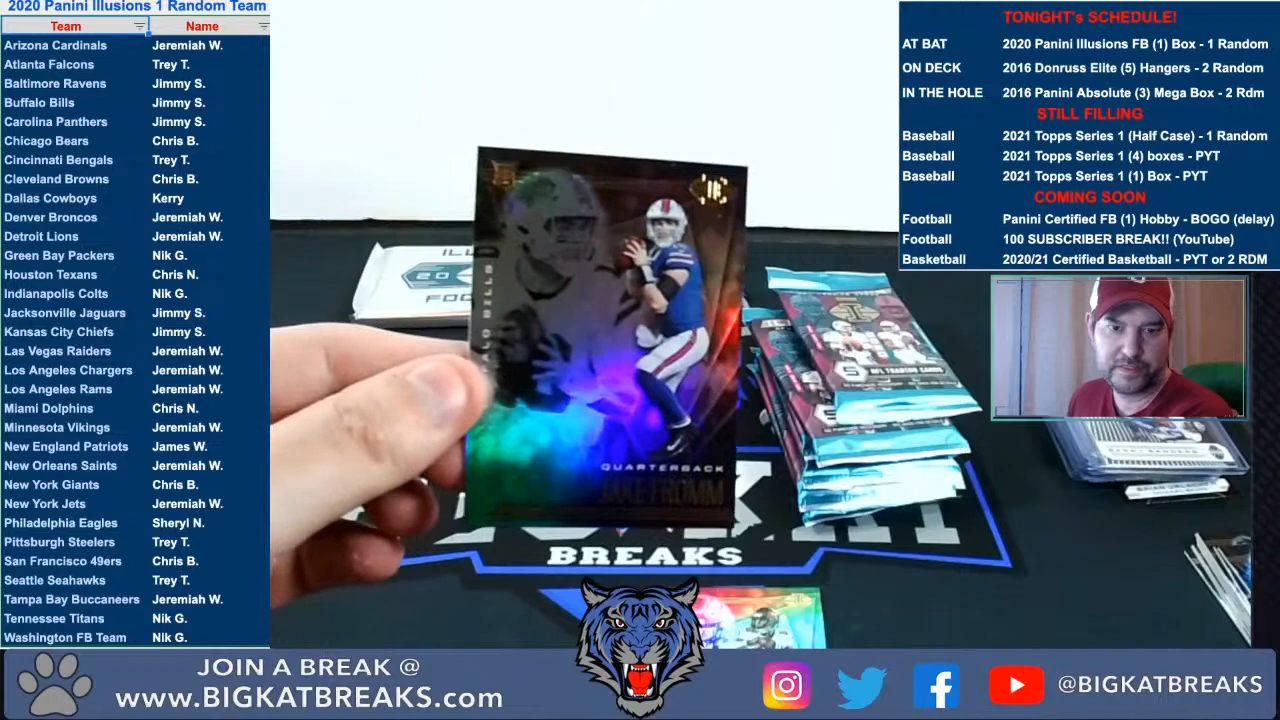 2020 Panini Illusions 1 Random Team
Team Name
Arizona Cardinals Jeremiah W.
Atlanta Falcons Trey T.
Baltimore Ravens Jimmy S.
Buffalo Bills Jimmy S.
Carolina Panthers Jimmy S.
Chicago Bears Chris B.
Cincinnati Bengals Trey T.
Cleveland Browns Chris B.
Dallas Cowboys Kerry
Denver Broncos Jeremiah W.
Detroit Lions Jeremiah W.
Green Bay Packers Nik G.
Houston Texans Chris N.
Indianapolis Colts Nik G.
Jacksonville Jaguars Jimmy S.
Kansas City Chiefs Jimmy S.
Las Vegas Raiders Jeremiah W.
Los Angeles Chargers Jeremiah W.
Los Angeles Rams Jeremiah W.
Miami Dolphins Chris N.
Minnesota Vikings Jeremiah W.
New England Patriots James W.
New Orleans Saints Jeremiah W.
New York Giants Chris B.
New York Jets Jeremiah W.
Philadelphia Eagles Sheryl N.
Pittsburgh Steelers Trey T.
San Francisco 49ers Chris B.
Seattle Seahawks Trey T.
Tampa Bay Buccaneers Jeremiah W.
Tennessee Titans Nik G.
Washington FB Team Nik G.
TONIGHT's SCHEDULE!
AT BAT 2020 Panini Illusions FB (1) Box - 1 Random
ON DECK 2016 Donruss Elite (5) Hangers - 2 Random
IN THE HOLE 2016 Panini Absolute (3) Mega Box - 2 Rdm
STILL FILLING
Baseball 2021 Topps Series 1 (Half Case) - 1 Random
Baseball 2021 Topps Series 1 (4) boxes - PYT
Baseball 2021 Topps Series 1 (1) Box - PYT
COMING SOON
Football Panini Certified FB (1) Hobby - BOGO (delay)
Football 100 SUBSCRIBER BREAK!! (YouTube)
Basketball 2020/21 Certified Basketball - PYT or 2 RDM
QUARTERBACK
JAKE FROMM
BILLS
5 NFL TRADING CARDS
BREAKS
JOIN A BREAK @
www.BIGKATBREAKS.com
@BIGKATBREAKS